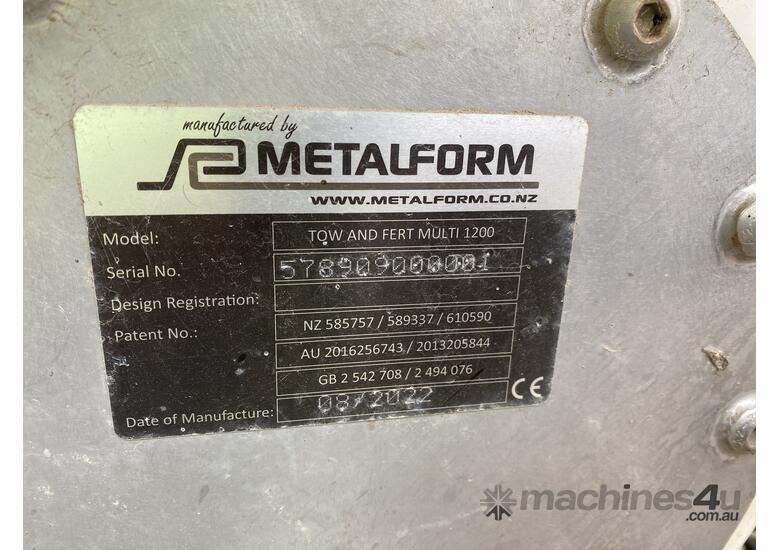 manufactured by
METALFORM
WWW.METALFORM.CO.NZ
Model: TOW AND FERT MULTI 1200
Serial No. 578909000001
Design Registration:
Patent No.: NZ 585757 / 589337 / 610590
AU 2016256743 / 2013205844
GB 2 542 708 / 2 494 076
Date of Manufacture: 08/2022
CE
machines4u
.com.au